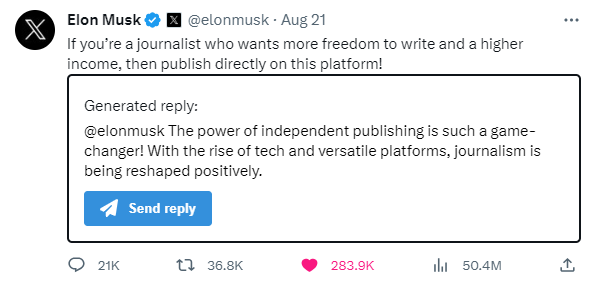 Elon Musk @elonmusk · Aug 21
If you're a journalist who wants more freedom to write and a higher
income, then publish directly on this platform!
Generated reply:
@elonmusk The power of independent publishing is such a game-
changer! With the rise of tech and versatile platforms, journalism is
being reshaped positively.
Send reply
21K 36.8K 283.9K 50.4M